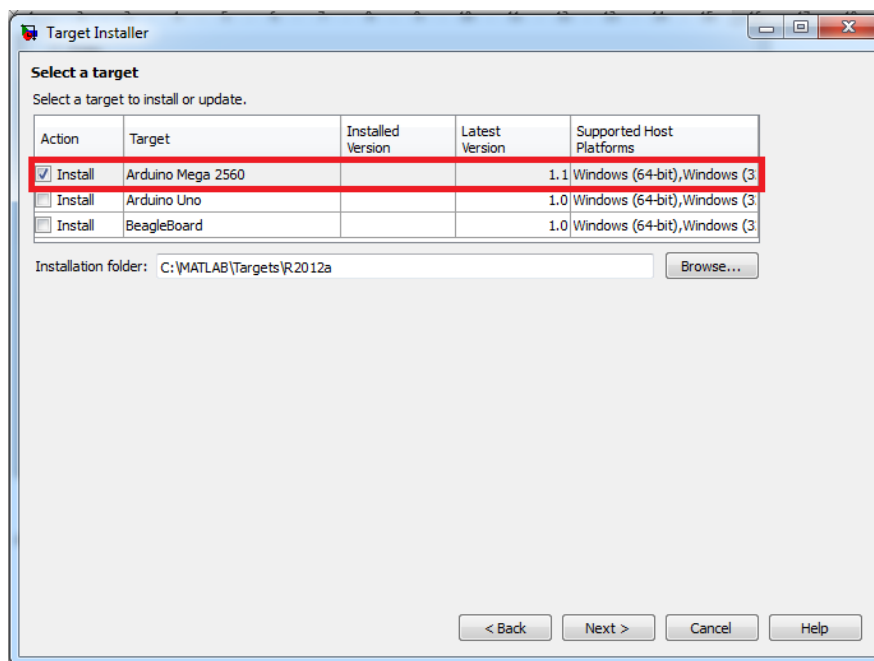 Target Installer
Select a target
Select a target to install or update.
Action Target Installed Version Latest Version Supported Host Platforms
Install Arduino Mega 2560 1.1 Windows (64-bit),Windows (3
Install Arduino Uno 1.0 Windows (64-bit),Windows (3
Install BeagleBoard 1.0 Windows (64-bit),Windows (3
Installation folder: C:\MATLAB\Targets\R2012a Browse...
< Back Next > Cancel Help